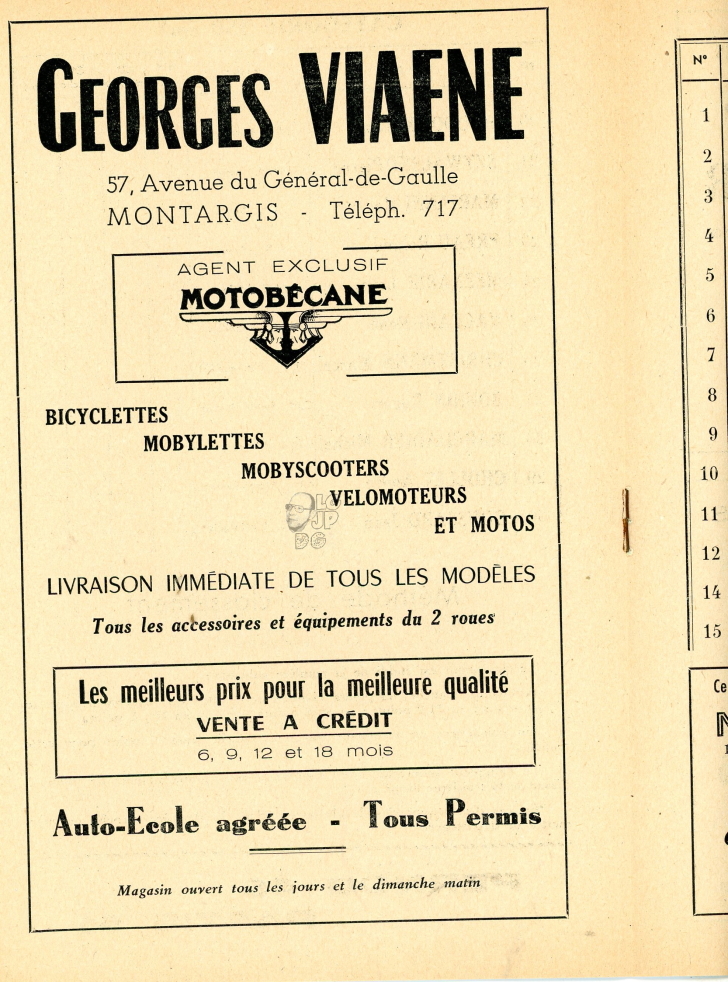 GEORGES VIAENE
57, Avenue du Général-de-Gaulle
MONTARGIS - Téléph. 717
AGENT EXCLUSIF
MOTOBÉCANE
BICYCLETTES
MOBYLETTES
MOBYSCOOTERS
VELOMOTEURS
ET MOTOS
LIVRAISON IMMÉDIATE DE TOUS LES MODÈLES
Tous les accessoires et équipements du 2 roues
Les meilleurs prix pour la meilleure qualité
VENTE A CRÉDIT
6, 9, 12 et 18 mois
Auto-Ecole agréée - Tous Permis
Magasin ouvert tous les jours et le dimanche matin
N°
1
2
3
4
5
6
7
8
9
10
11
12
14
15
Ce